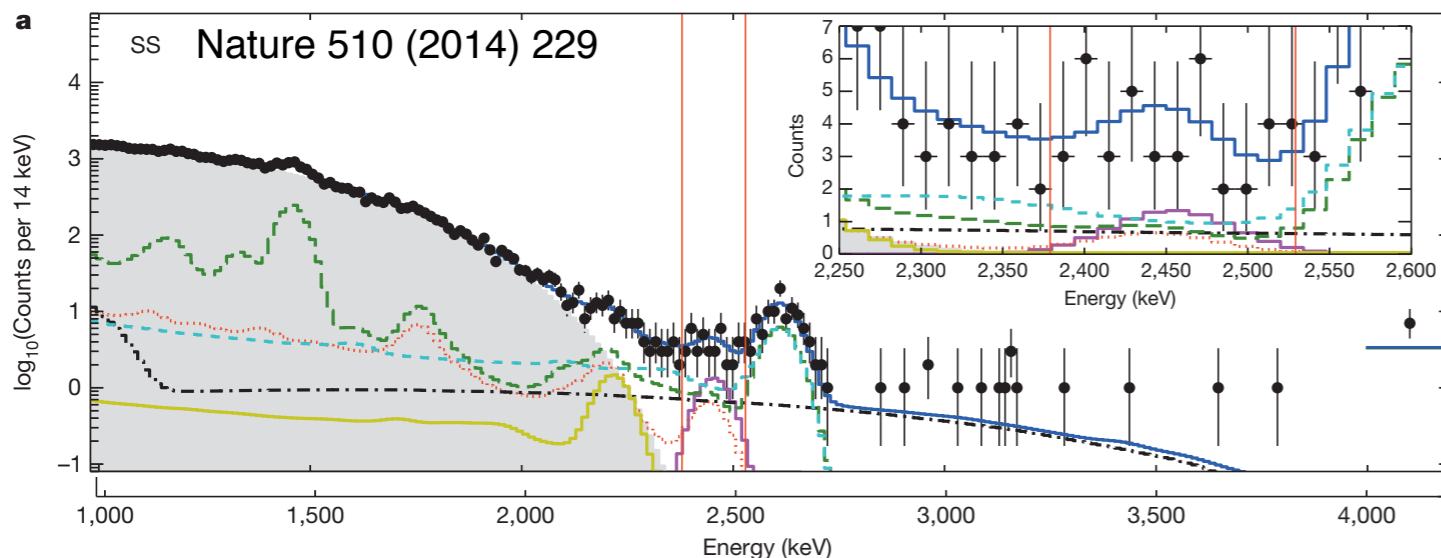 a
SS Nature 510 (2014) 229
log10(Counts per 14 keV)
4
3
2
1
0
−1
1,000 1,500 2,000 2,500 3,000 3,500 4,000
Energy (keV)
Counts
7
6
5
4
3
2
1
0
2,250 2,300 2,350 2,400 2,450 2,500 2,550 2,600
Energy (keV)